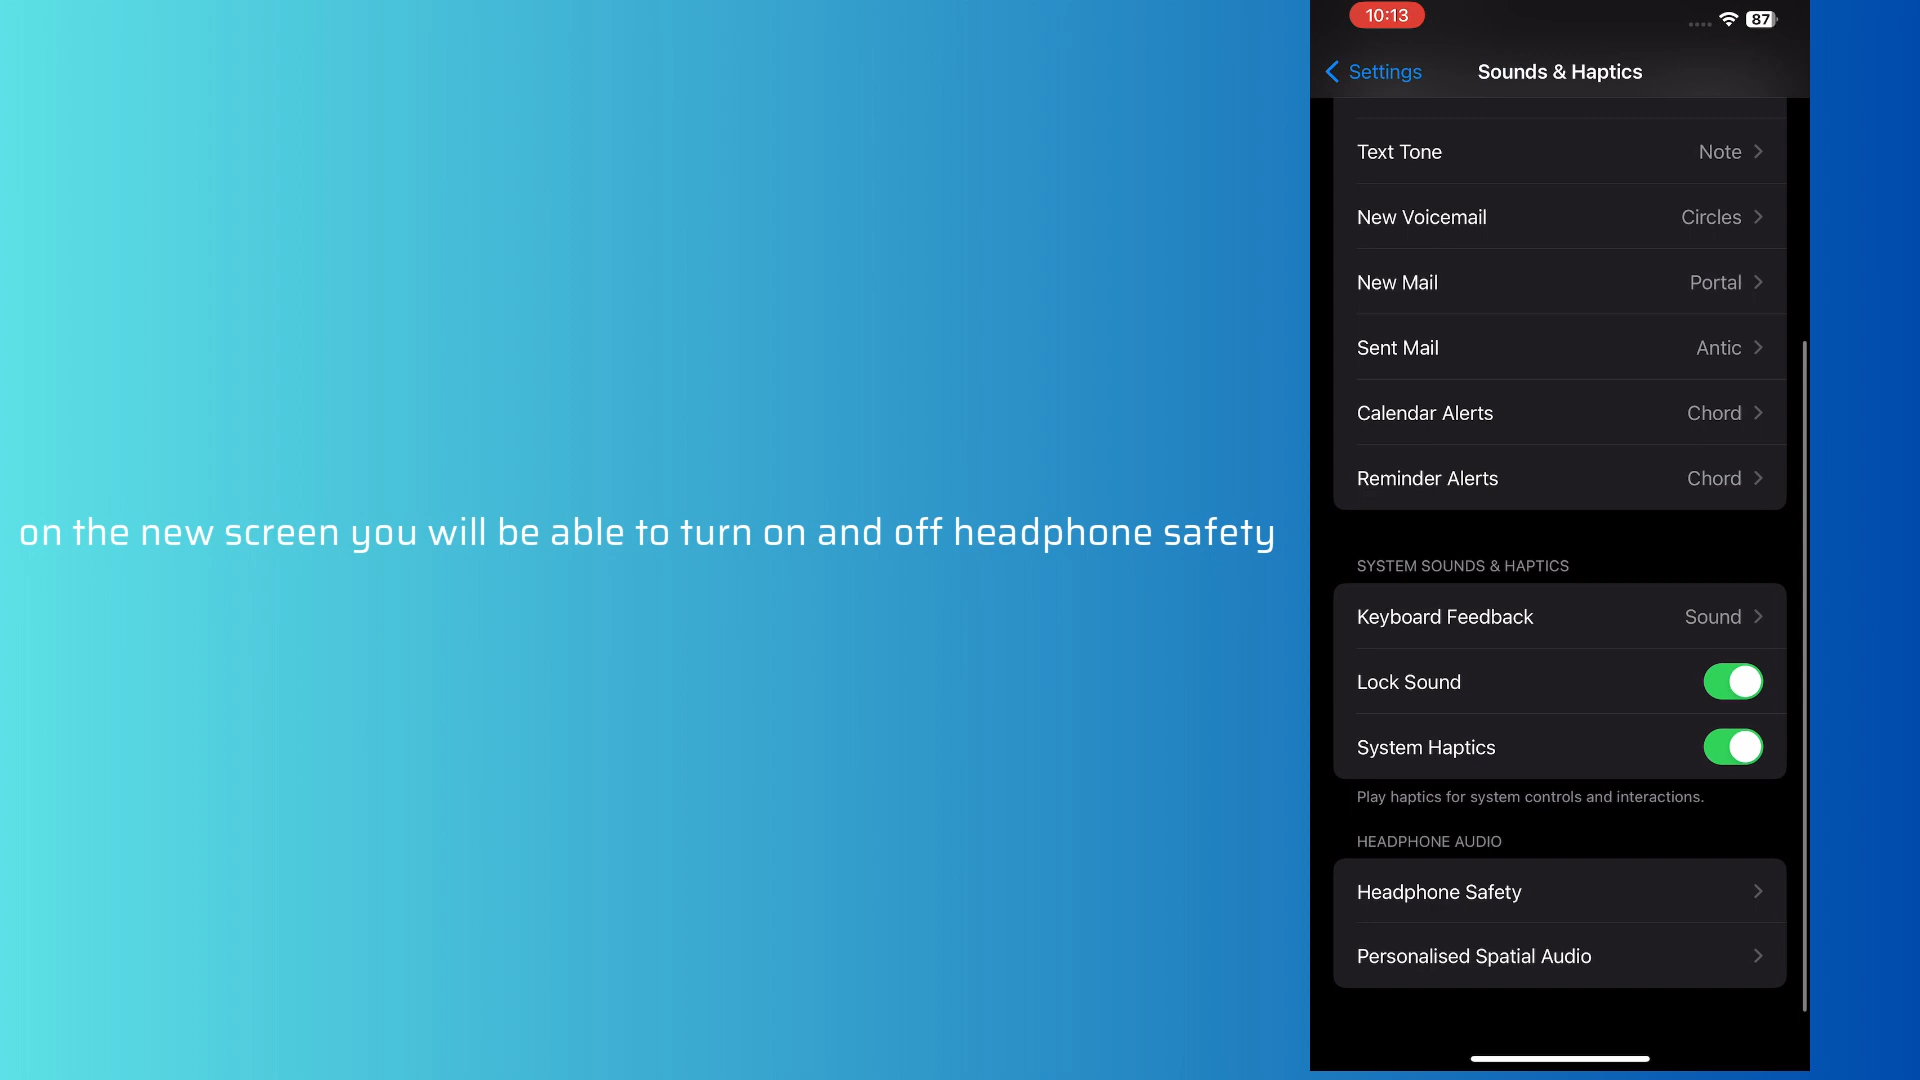 10:13
87
Settings
Sounds & Haptics
Text Tone Note
New Voicemail Circles
New Mail Portal
Sent Mail Antic
Calendar Alerts Chord
Reminder Alerts Chord
on the new screen you will be able to turn on and off headphone safety
SYSTEM SOUNDS & HAPTICS
Keyboard Feedback Sound
Lock Sound
System Haptics
Play haptics for system controls and interactions.
HEADPHONE AUDIO
Headphone Safety
Personalised Spatial Audio